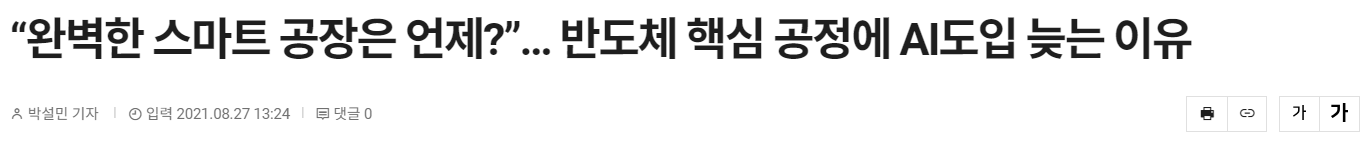 “완벽한 스마트 공장은 언제?”... 반도체 핵심 공정에 AI도입 늦는 이유
박설민 기자 입력 2021.08.27 13:24 댓글 0 가 가